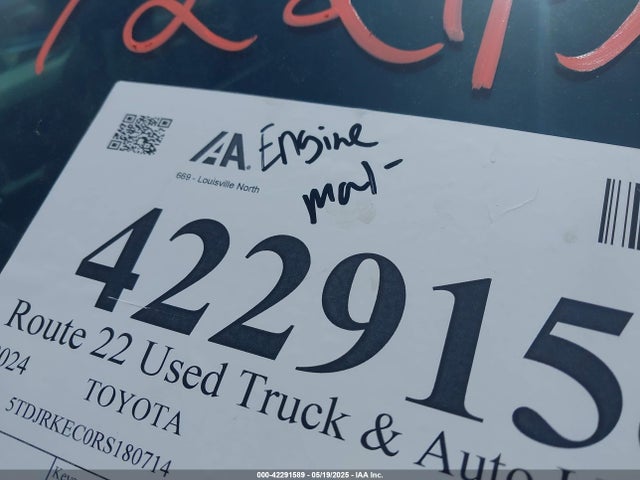 IAA. Engine
mal-
669 - Louisville North
422915
Route 22 Used Truck & Auto
2024
TOYOTA
5TDJRKEC0RS180714
000-42291589 - 05/19/2025 - IAA Inc.